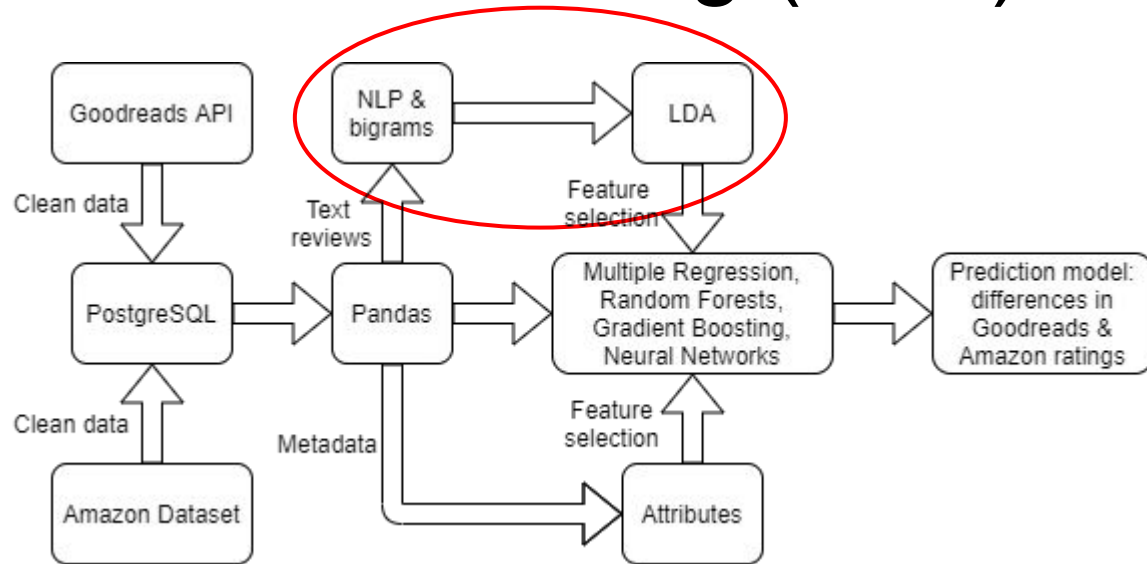 Goodreads API
NLP &
bigrams
LDA
Clean data
Text
reviews
Feature
selection
PostgreSQL
Pandas
Multiple Regression,
Random Forests,
Gradient Boosting,
Neural Networks
Prediction model:
differences in
Goodreads &
Amazon ratings
Clean data
Metadata
Feature
selection
Amazon Dataset
Attributes